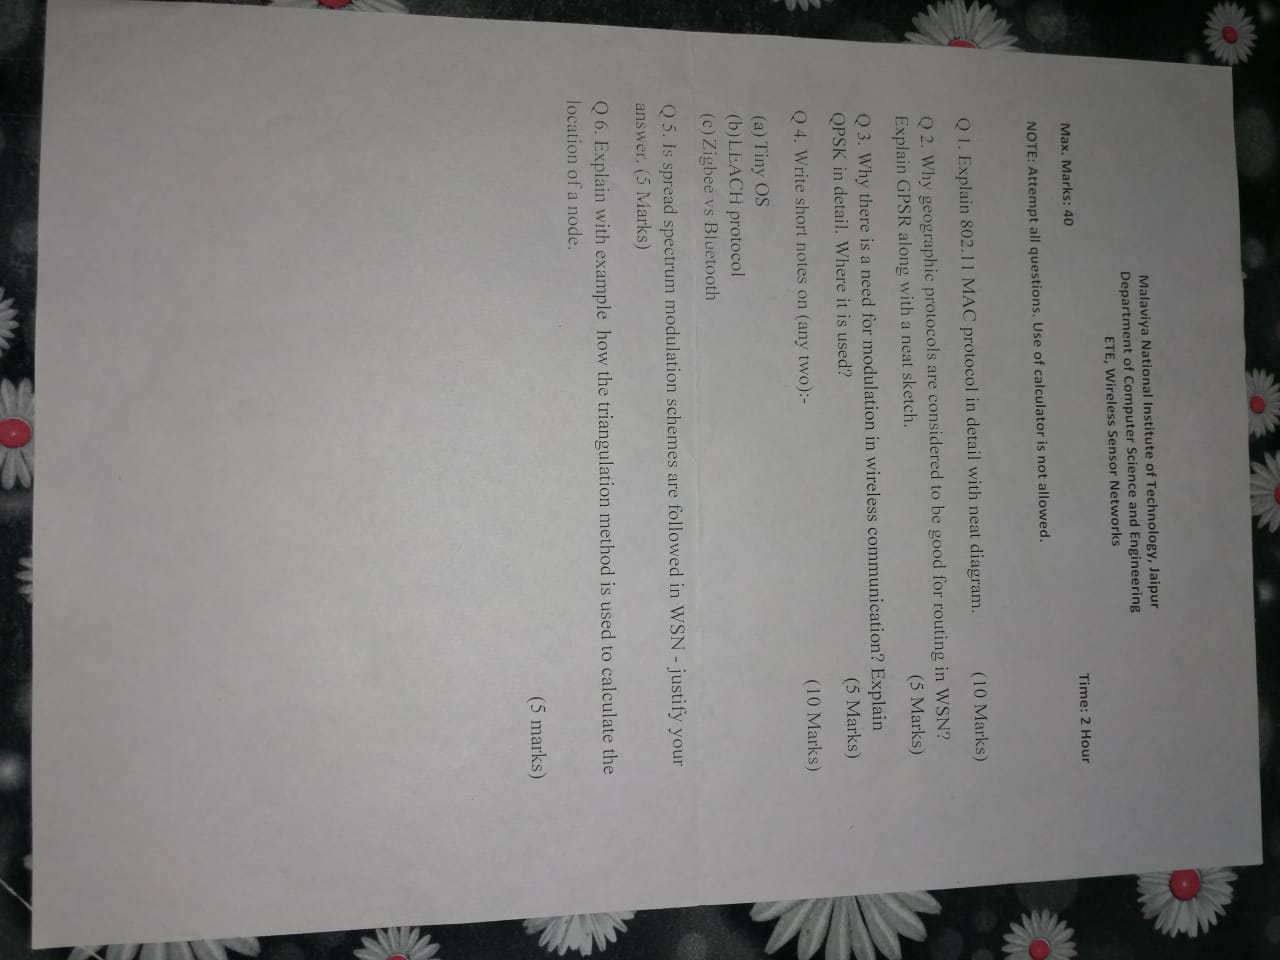 Malaviya National Institute of Technology, Jaipur
Department of Computer Science and Engineering
ETE, Wireless Sensor Networks
Max. Marks: 40 Time: 2 Hour
NOTE: Attempt all questions. Use of calculator is not allowed.
Q 1. Explain 802.11 MAC protocol in detail with neat diagram. (10 Marks)
Q 2. Why geographic protocols are considered to be good for routing in WSN?
Explain GPSR along with a neat sketch. (5 Marks)
Q 3. Why there is a need for modulation in wireless communication? Explain
QPSK in detail. Where it is used? (5 Marks)
Q 4. Write short notes on (any two):- (10 Marks)
(a) Tiny OS
(b) LEACH protocol
(c) Zigbee vs Bluetooth
Q 5. Is spread spectrum modulation schemes are followed in WSN - justify your
answer. (5 Marks)
Q 6. Explain with example how the triangulation method is used to calculate the
location of a node.
(5 marks)